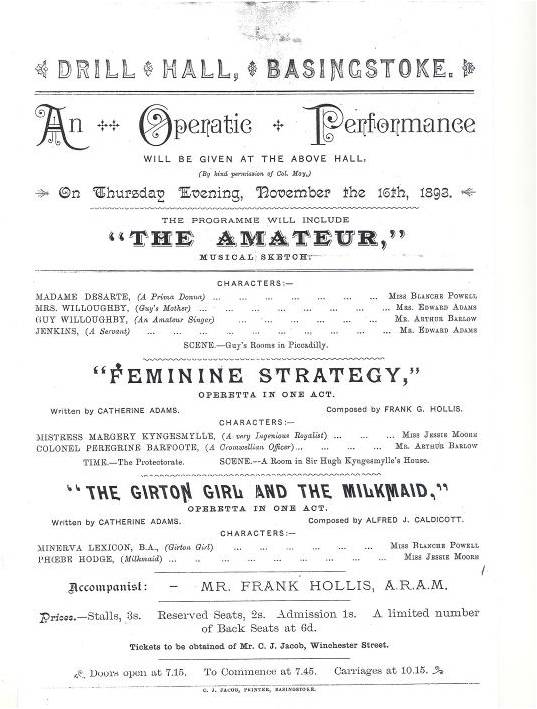 DRILL HALL, BASINGSTOKE.
An Operatic Performance
WILL BE GIVEN AT THE ABOVE HALL,
(By kind permission of Col. May,)
On Thursday Evening, November the 16th, 1893.
THE PROGRAMME WILL INCLUDE
"THE AMATEUR,"
MUSICAL SKETCH.
CHARACTERS:—
MADAME DESARTE, (A Prima Donna) ... ... ... ... ... ... ... Miss Blanche Powell
MRS. WILLOUGHBY, (Guy's Mother) ... ... ... ... ... ... ... Mrs. Edward Adams
GUY WILLOUGHBY, (An Amateur Singer) ... ... ... ... ... ... Mr. Arthur Barlow
JENKINS, (A Servant) ... ... ... ... ... ... ... ... Mr. Edward Adams
SCENE.—Guy's Rooms in Piccadilly.
"FEMININE STRATEGY,"
OPERETTA IN ONE ACT.
Written by CATHERINE ADAMS. Composed by FRANK G. HOLLIS.
CHARACTERS:—
MISTRESS MARGERY KYNGESMYLLE, (A very Ingenious Royalist) ... ... ... Miss Jessie Moore
COLONEL PEREGRINE BARFOOTE, (A Cromwellian Officer)... ... ... ... Mr. Arthur Barlow
TIME.—The Protectorate. SCENE.—A Room in Sir Hugh Kyngesmylle's House.
"THE GIRTON GIRL AND THE MILKMAID,"
OPERETTA IN ONE ACT.
Written by CATHERINE ADAMS. Composed by ALFRED J. CALDICOTT.
CHARACTERS:—
MINERVA LEXICON, B.A., (Girton Girl) ... ... ... ... ... ... Miss Blanche Powell
PHŒBE HODGE, (Milkmaid) ... ... ... ... ... ... ... ... Miss Jessie Moore
Accompanist: — MR. FRANK HOLLIS, A.R.A.M.
Prices.—Stalls, 3s. Reserved Seats, 2s. Admission 1s. A limited number
of Back Seats at 6d.
Tickets to be obtained of Mr. C. J. Jacob, Winchester Street.
Doors open at 7.15. To Commence at 7.45. Carriages at 10.15.
C. J. JACOB, PRINTER, BASINGSTOKE.